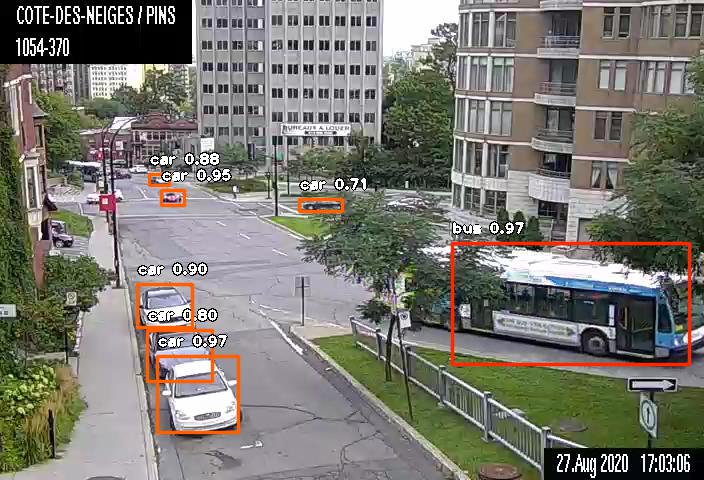 COTE-DES-NEIGES / PINS
1054-370
BUREAUX A LOUER
car 0.88
car 0.95
car 0.71
bus 0.97
car 0.90
car 0.80
car 0.97
27.Aug 2020 17:03:06